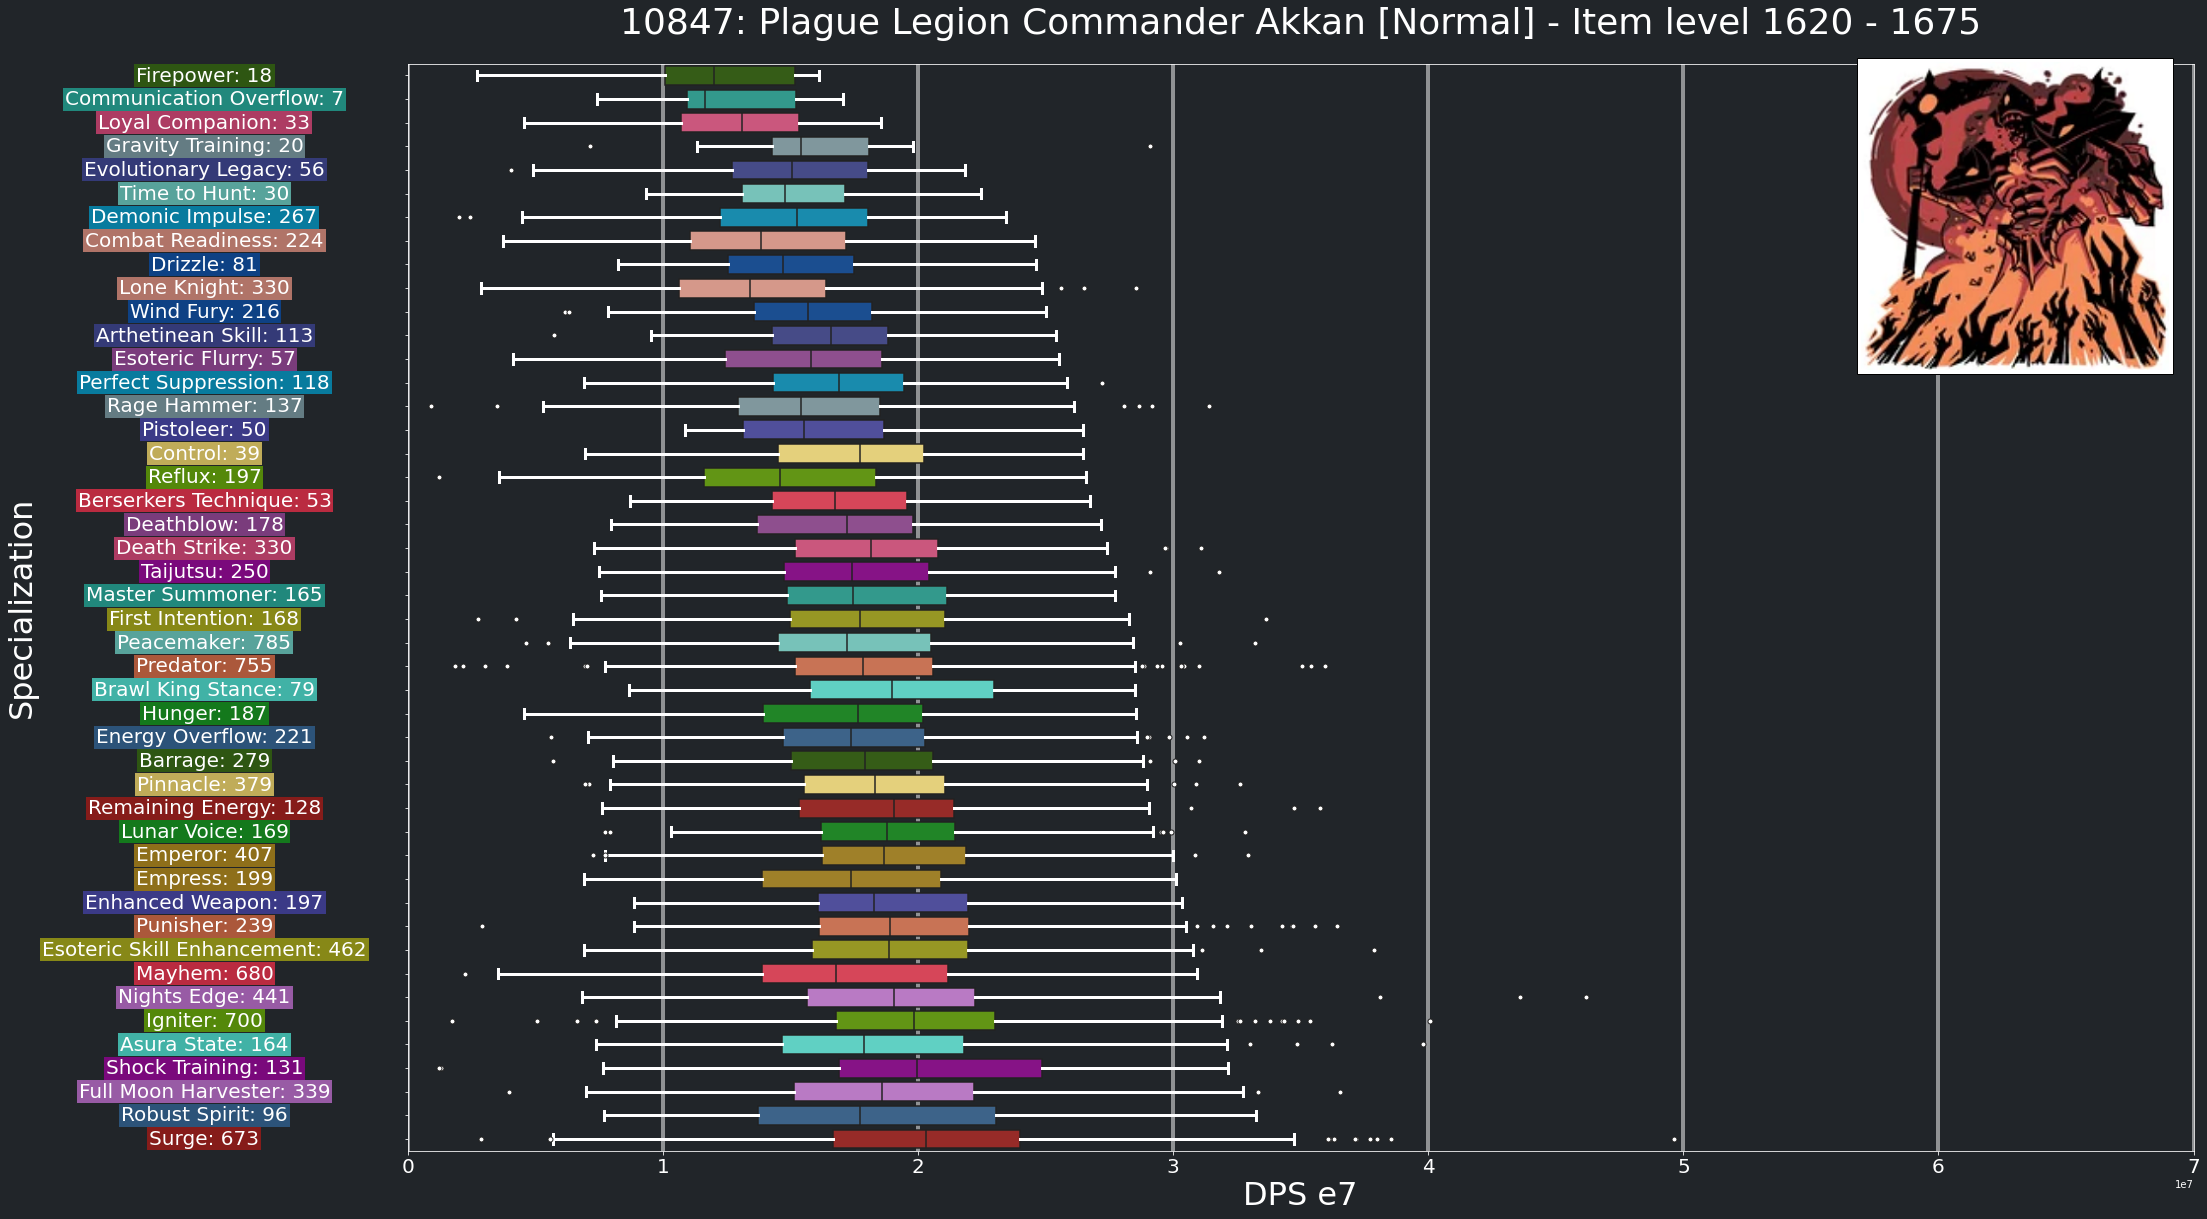 10847: Plague Legion Commander Akkan [Normal] - Item level 1620 - 1675
Specialization
Firepower: 18
Communication Overflow: 7
Loyal Companion: 33
Gravity Training: 20
Evolutionary Legacy: 56
Time to Hunt: 30
Demonic Impulse: 267
Combat Readiness: 224
Drizzle: 81
Lone Knight: 330
Wind Fury: 216
Arthetinean Skill: 113
Esoteric Flurry: 57
Perfect Suppression: 118
Rage Hammer: 137
Pistoleer: 50
Control: 39
Reflux: 197
Berserkers Technique: 53
Deathblow: 178
Death Strike: 330
Taijutsu: 250
Master Summoner: 165
First Intention: 168
Peacemaker: 785
Predator: 755
Brawl King Stance: 79
Hunger: 187
Energy Overflow: 221
Barrage: 279
Pinnacle: 379
Remaining Energy: 128
Lunar Voice: 169
Emperor: 407
Empress: 199
Enhanced Weapon: 197
Punisher: 239
Esoteric Skill Enhancement: 462
Mayhem: 680
Nights Edge: 441
Igniter: 700
Asura State: 164
Shock Training: 131
Full Moon Harvester: 339
Robust Spirit: 96
Surge: 673
0 1 2 3 4 5 6 7
1e7
DPS e7